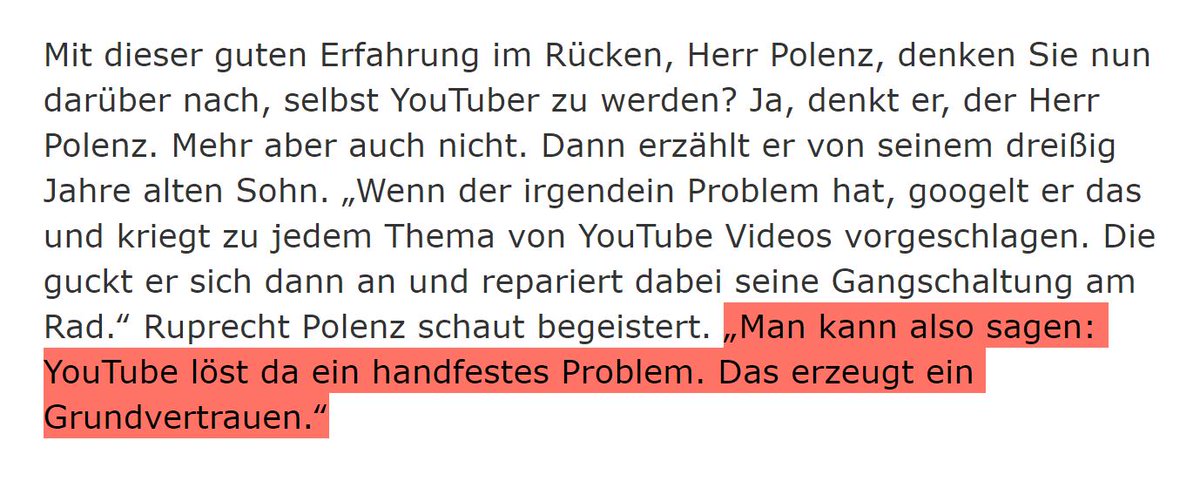 Mit dieser guten Erfahrung im Rücken, Herr Polenz, denken Sie nun
darüber nach, selbst YouTuber zu werden? Ja, denkt er, der Herr
Polenz. Mehr aber auch nicht. Dann erzählt er von seinem dreißig
Jahre alten Sohn. „Wenn der irgendein Problem hat, googelt er das
und kriegt zu jedem Thema von YouTube Videos vorgeschlagen. Die
guckt er sich dann an und repariert dabei seine Gangschaltung am
Rad.“ Ruprecht Polenz schaut begeistert. „Man kann also sagen:
YouTube löst da ein handfestes Problem. Das erzeugt ein
Grundvertrauen.“